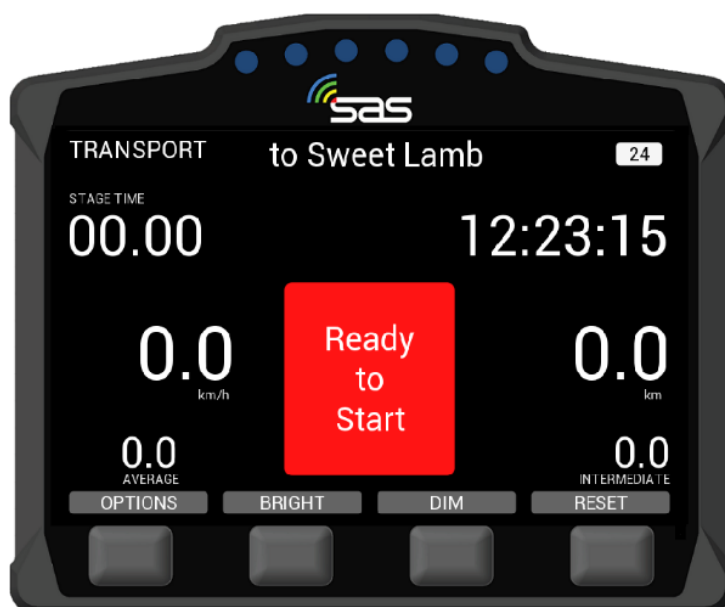 sas
TRANSPORT to Sweet Lamb 24
STAGE TIME
00.00 12:23:15
0.0
km/h
Ready
to
Start
0.0
km
0.0
AVERAGE
0.0
INTERMEDIATE
OPTIONS BRIGHT DIM RESET